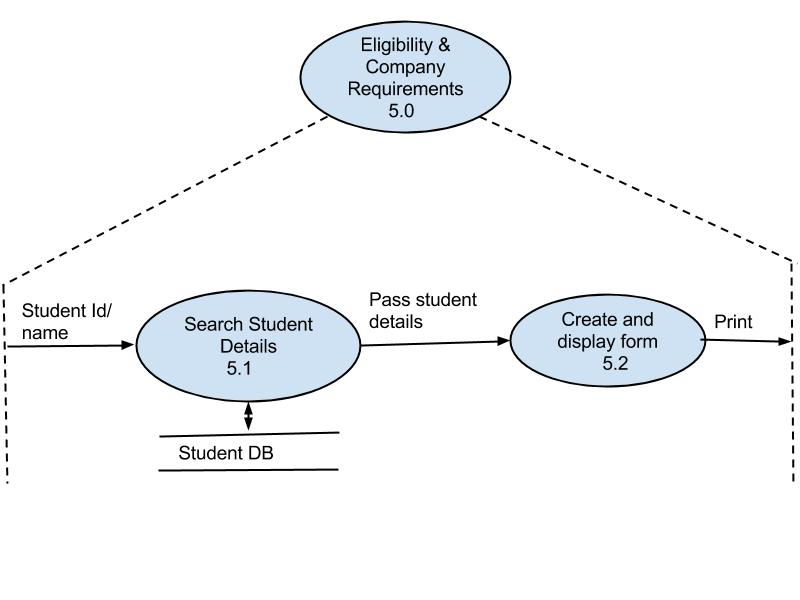 Eligibility &
Company
Requirements
5.0
Student Id/
name
Search Student
Details
5.1
Pass student
details
Create and
display form
5.2
Print
Student DB